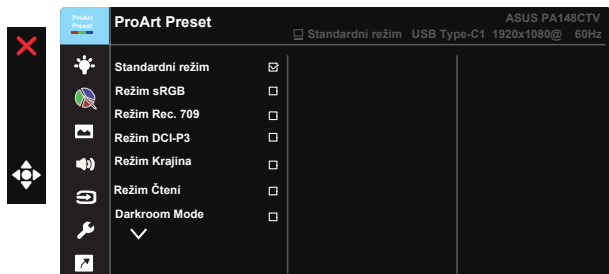 ProArt
Preset
ProArt Preset
ASUS PA148CTV
Standardní režim USB Type-C1 1920x1080@ 60Hz
Standardní režim
Režim sRGB
Režim Rec. 709
Režim DCI-P3
Režim Krajina
Režim Čtení
Darkroom Mode